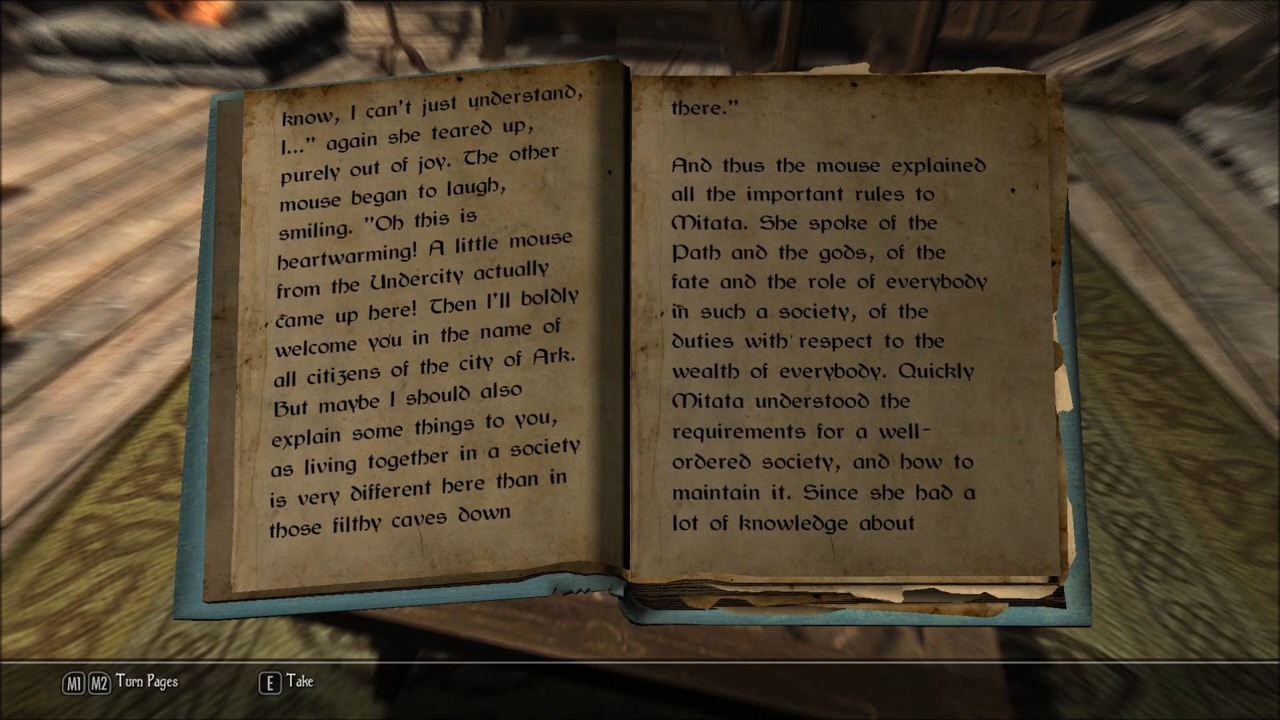 know, I can't just understand,
I..." again she teared up,
purely out of joy. The other
mouse began to laugh,
smiling. "Oh this is
heartwarming! A little mouse
from the Undercity actually
came up here! Then I'll boldly
welcome you in the name of
all citizens of the city of Ark.
But maybe I should also
explain some things to you,
as living together in a society
is very different here than in
those filthy caves down
there."
And thus the mouse explained
all the important rules to
Mitata. She spoke of the
Path and the gods, of the
fate and the role of everybody
in such a society, of the
duties with respect to the
wealth of everybody. Quickly
Mitata understood the
requirements for a well-
ordered society, and how to
maintain it. Since she had a
lot of knowledge about
M1 M2 Turn Pages
E Take